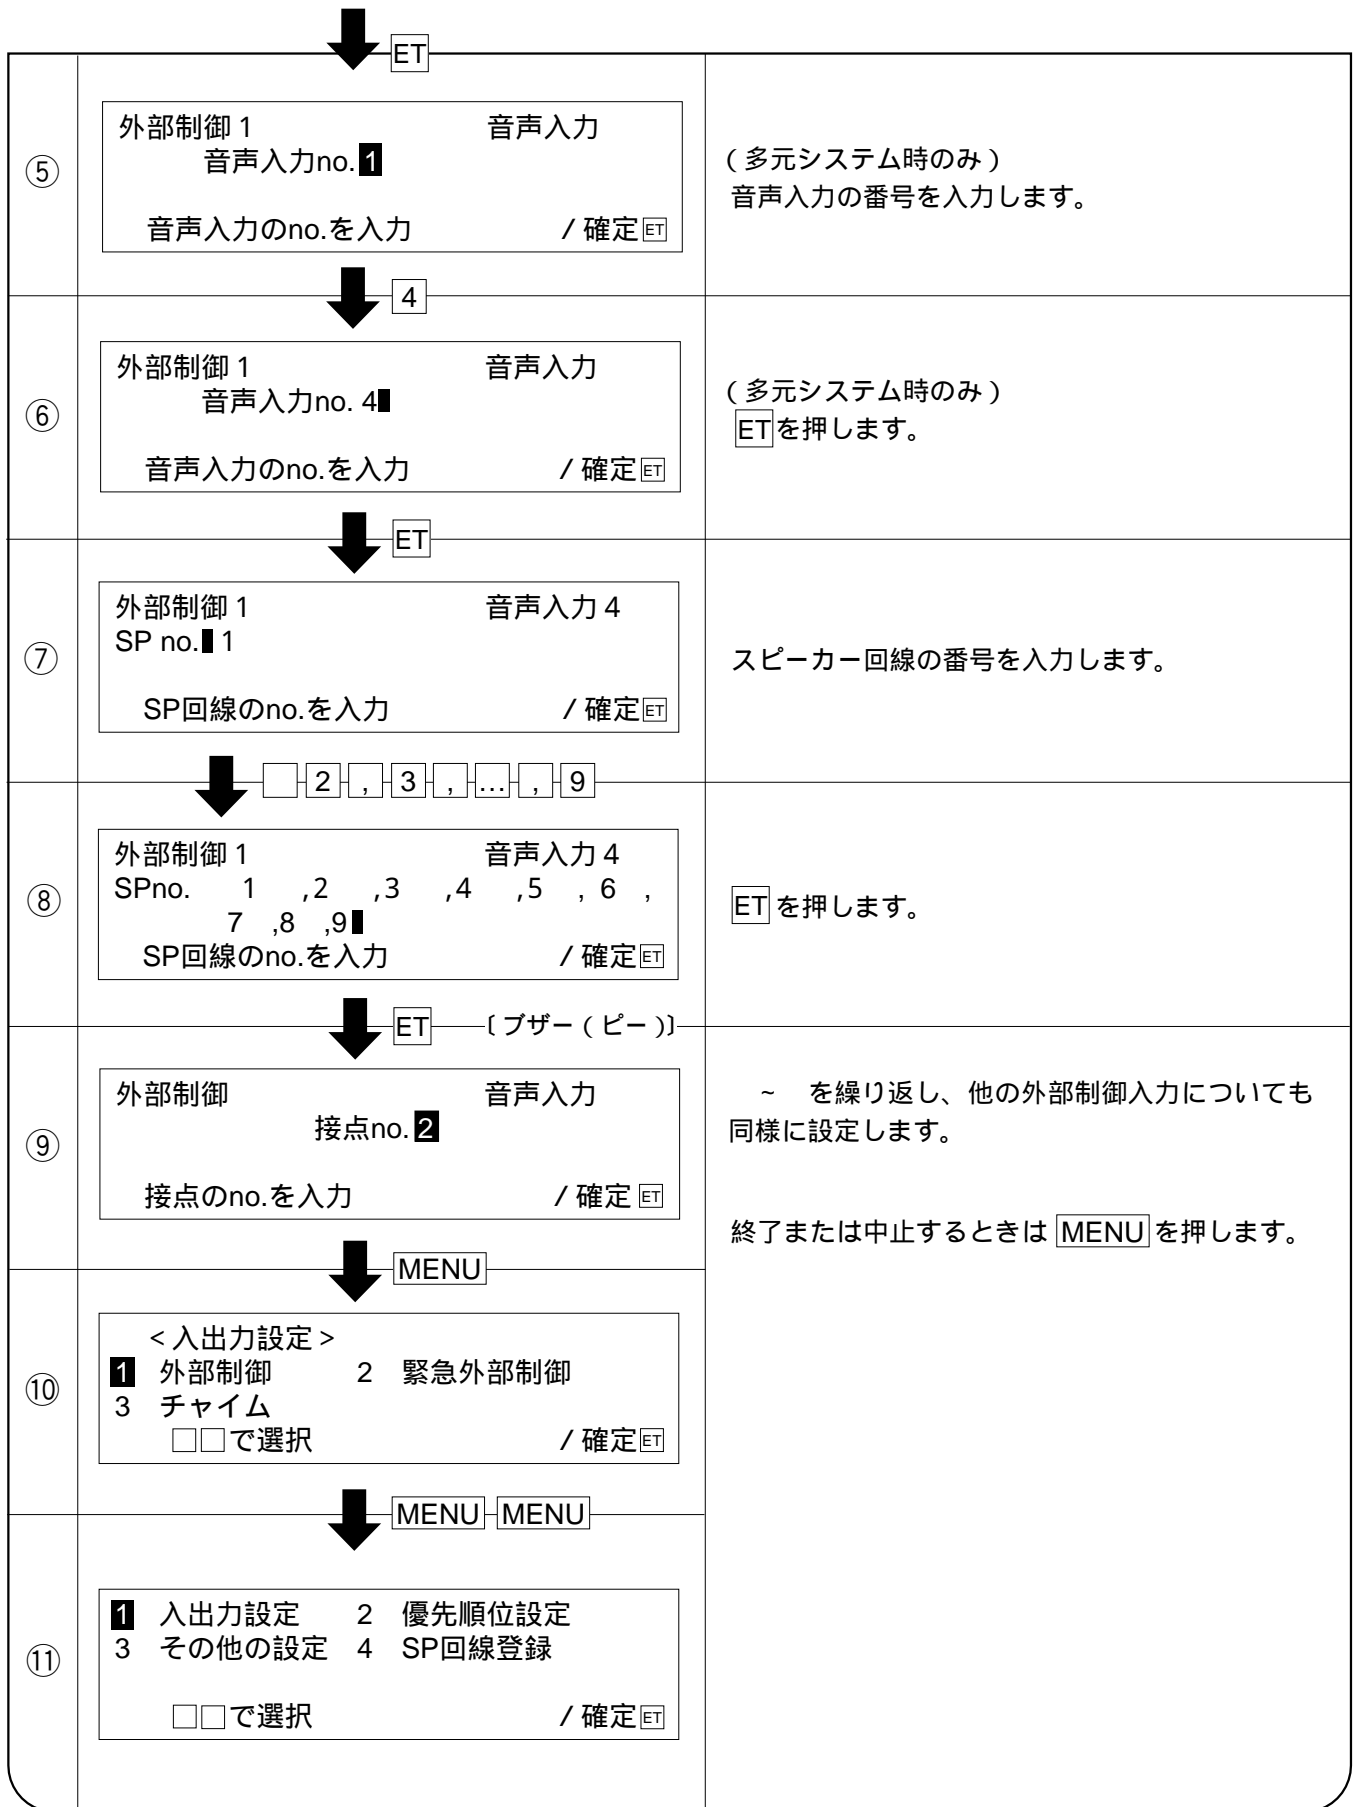 ET
⑤
外部制御 1 音声入力
音声入力no. 1
音声入力のno.を入力 / 確定 ET
(多元システム時のみ)
音声入力の番号を入力します。
4
⑥
外部制御 1 音声入力
音声入力no. 4
音声入力のno.を入力 / 確定 ET
(多元システム時のみ)
ETを押します。
ET
⑦
外部制御 1 音声入力 4
SP no. 1
SP回線のno.を入力 / 確定 ET
スピーカー回線の番号を入力します。
2 , 3 , … , 9
⑧
外部制御 1 音声入力 4
SPno. 1 ,2 ,3 ,4 ,5 , 6 ,
7 ,8 ,9
SP回線のno.を入力 / 確定 ET
ET を押します。
ET 〔ブザー(ピー)〕
⑨
外部制御 音声入力
接点no. 2
接点のno.を入力 / 確定 ET
~ を繰り返し、他の外部制御入力についても
同様に設定します。
終了または中止するときは MENU を押します。
MENU
⑩
<入出力設定>
1 外部制御 2 緊急外部制御
3 チャイム
□□で選択 / 確定 ET
MENU MENU
⑪
1 入出力設定 2 優先順位設定
3 その他の設定 4 SP回線登録
□□で選択 / 確定 ET